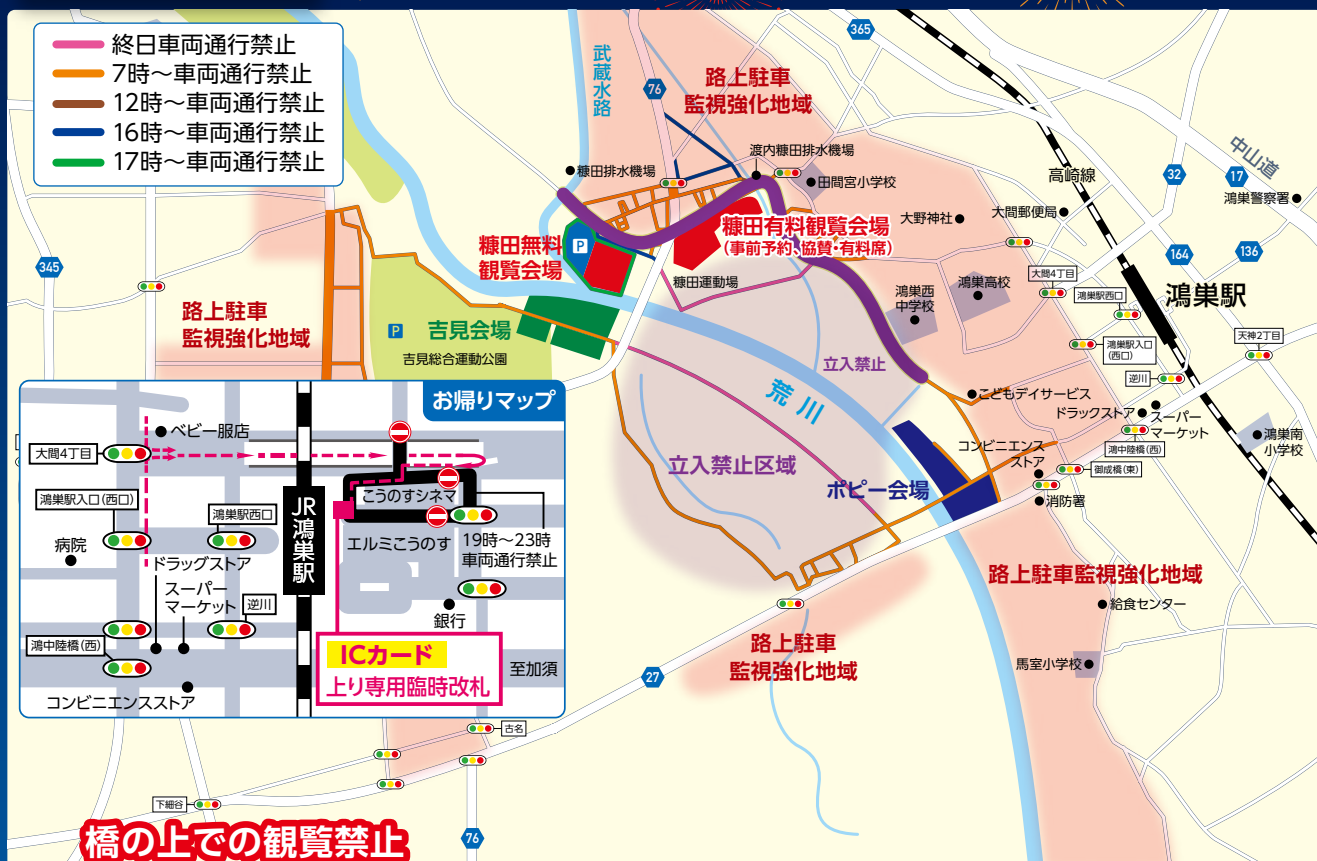 終日車両通行禁止
7時～車両通行禁止
12時～車両通行禁止
16時～車両通行禁止
17時～車両通行禁止
武蔵水路
76
365
路上駐車
監視強化地域
渡内糠田排水機場
糠田排水機場
田間宮小学校
高崎線
中山道
32
17
鴻巣警察署
大野神社
大間郵便局
糠田有料観覧会場
(事前予約、協賛・有料席)
糠田無料
観覧会場
P
糠田運動場
345
164
136
大間4丁目
鴻巣高校
鴻巣西
中学校
鴻巣駅西口
鴻巣駅
路上駐車
監視強化地域
P
吉見会場
吉見総合運動公園
鴻巣駅入口
(西口)
天神2丁目
立入禁止
逆川
荒川
こどもデイサービス
ドラッグストア
スーパー
マーケット
鴻巣南
小学校
鴻中陸橋(西)
コンビニエンス
ストア
御成橋(東)
立入禁止区域
ポピー会場
消防署
路上駐車監視強化地域
給食センター
路上駐車
監視強化地域
馬室小学校
27
お帰りマップ
ベビー服店
大間4丁目
鴻巣駅入口(西口)
鴻巣駅西口
こうのすシネマ
JR鴻巣駅
エルミこうのす
19時～23時
車両通行禁止
病院
ドラッグストア
スーパー
マーケット
逆川
銀行
鴻中陸橋(西)
ICカード
上り専用臨時改札
至加須
コンビニエンスストア
古名
下細谷
76
橋の上での観覧禁止